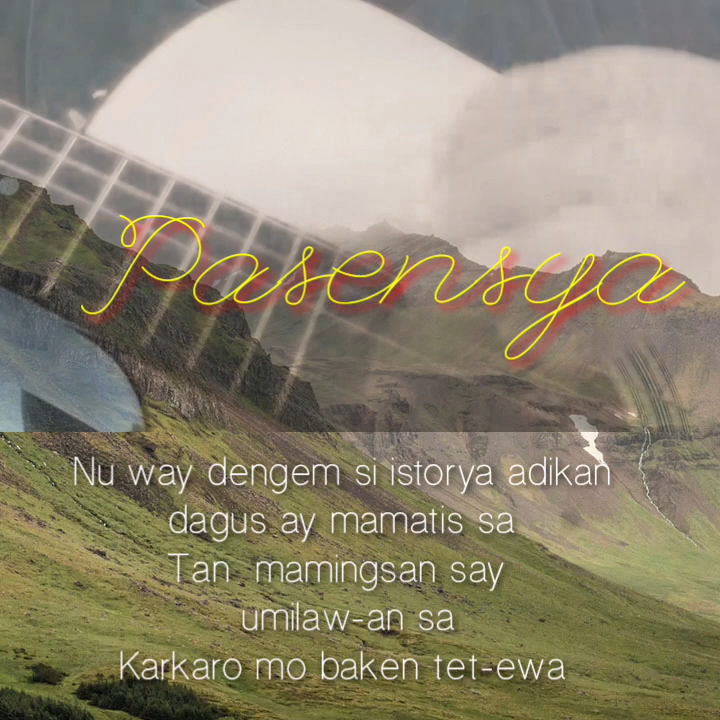 Pasensya
Nu way dengem si istorya adikan
dagus ay mamatis sa
Tan mamingsan say
umilaw-an sa
Karkaro mo baken tet-ewa